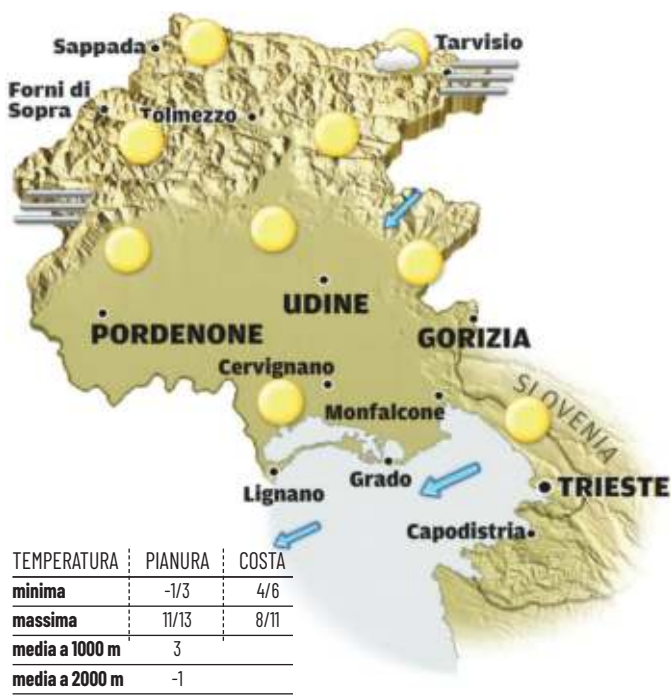 Sappada
Tarvisio
Forni di
Sopra
Tolmezzo
UDINE
PORDENONE
GORIZIA
Cervignano
Monfalcone
SLOVENIA
Grado
Lignano
TRIESTE
Capodistria
TEMPERATURA PIANURA COSTA
minima -1/3 4/6
massima 11/13 8/11
media a 1000 m 3
media a 2000 m -1